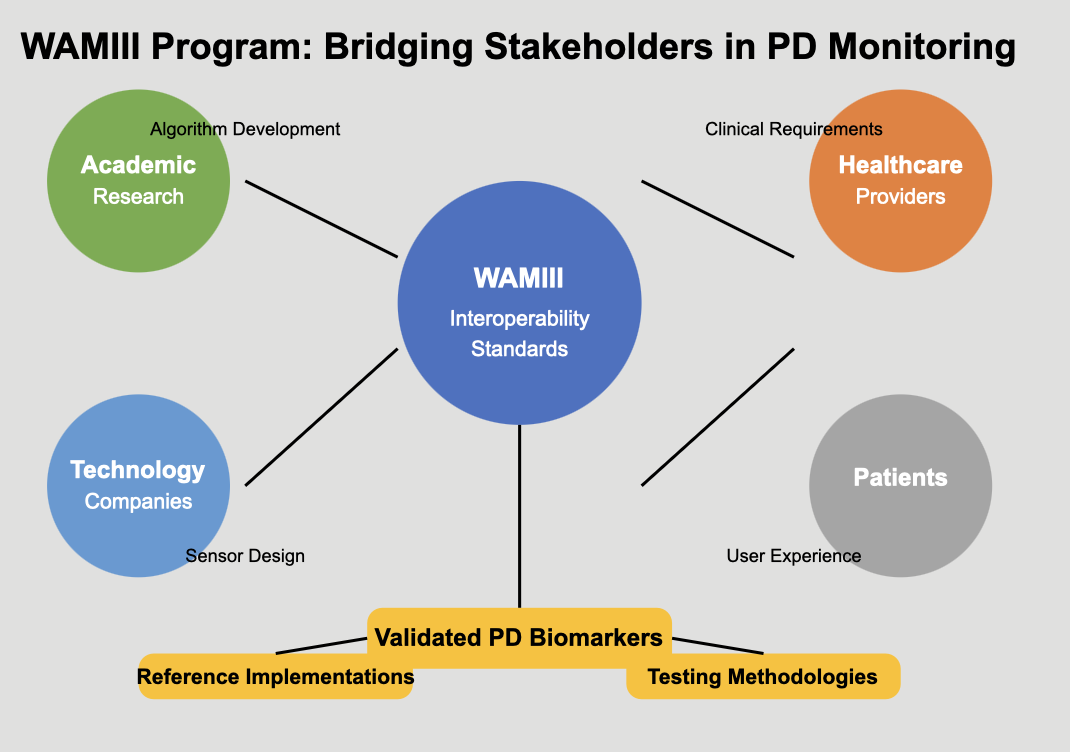 WAMIII Program: Bridging Stakeholders in PD Monitoring
Algorithm Development
Clinical Requirements
Academic
Research
Healthcare
Providers
WAMIII
Interoperability
Standards
Technology
Companies
Patients
Sensor Design
User Experience
Validated PD Biomarkers
Reference Implementations
Testing Methodologies